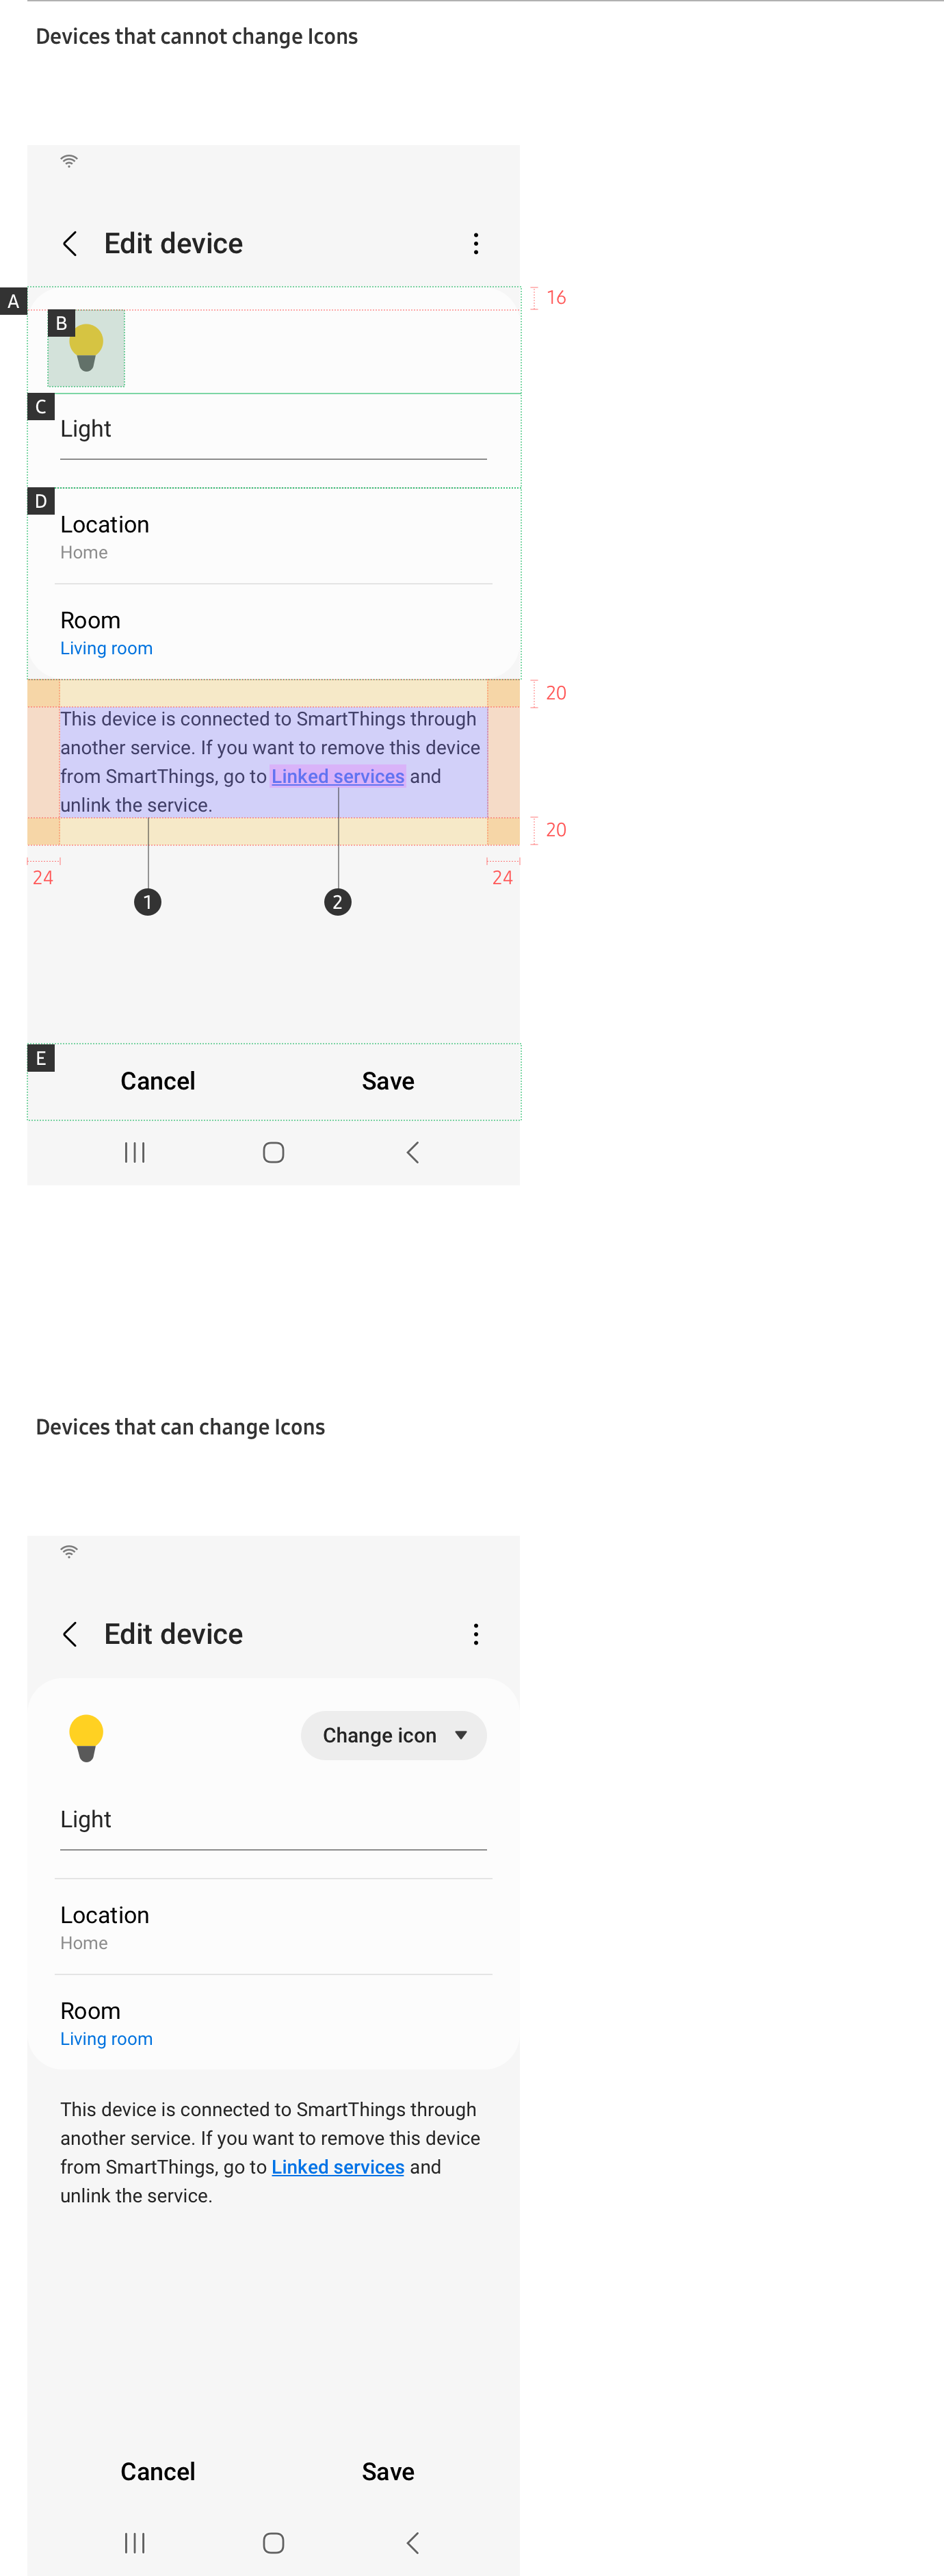 Devices that cannot change Icons
Edit device
A
16
B
C
Light
D
Location
Home
Room
Living room
20
This device is connected to SmartThings through
another service. If you want to remove this device
from SmartThings, go to Linked services and
unlink the service.
20
24
24
1
2
E
Cancel
Save
Devices that can change Icons
Edit device
Change icon
Light
Location
Home
Room
Living room
This device is connected to SmartThings through
another service. If you want to remove this device
from SmartThings, go to Linked services and
unlink the service.
Cancel
Save